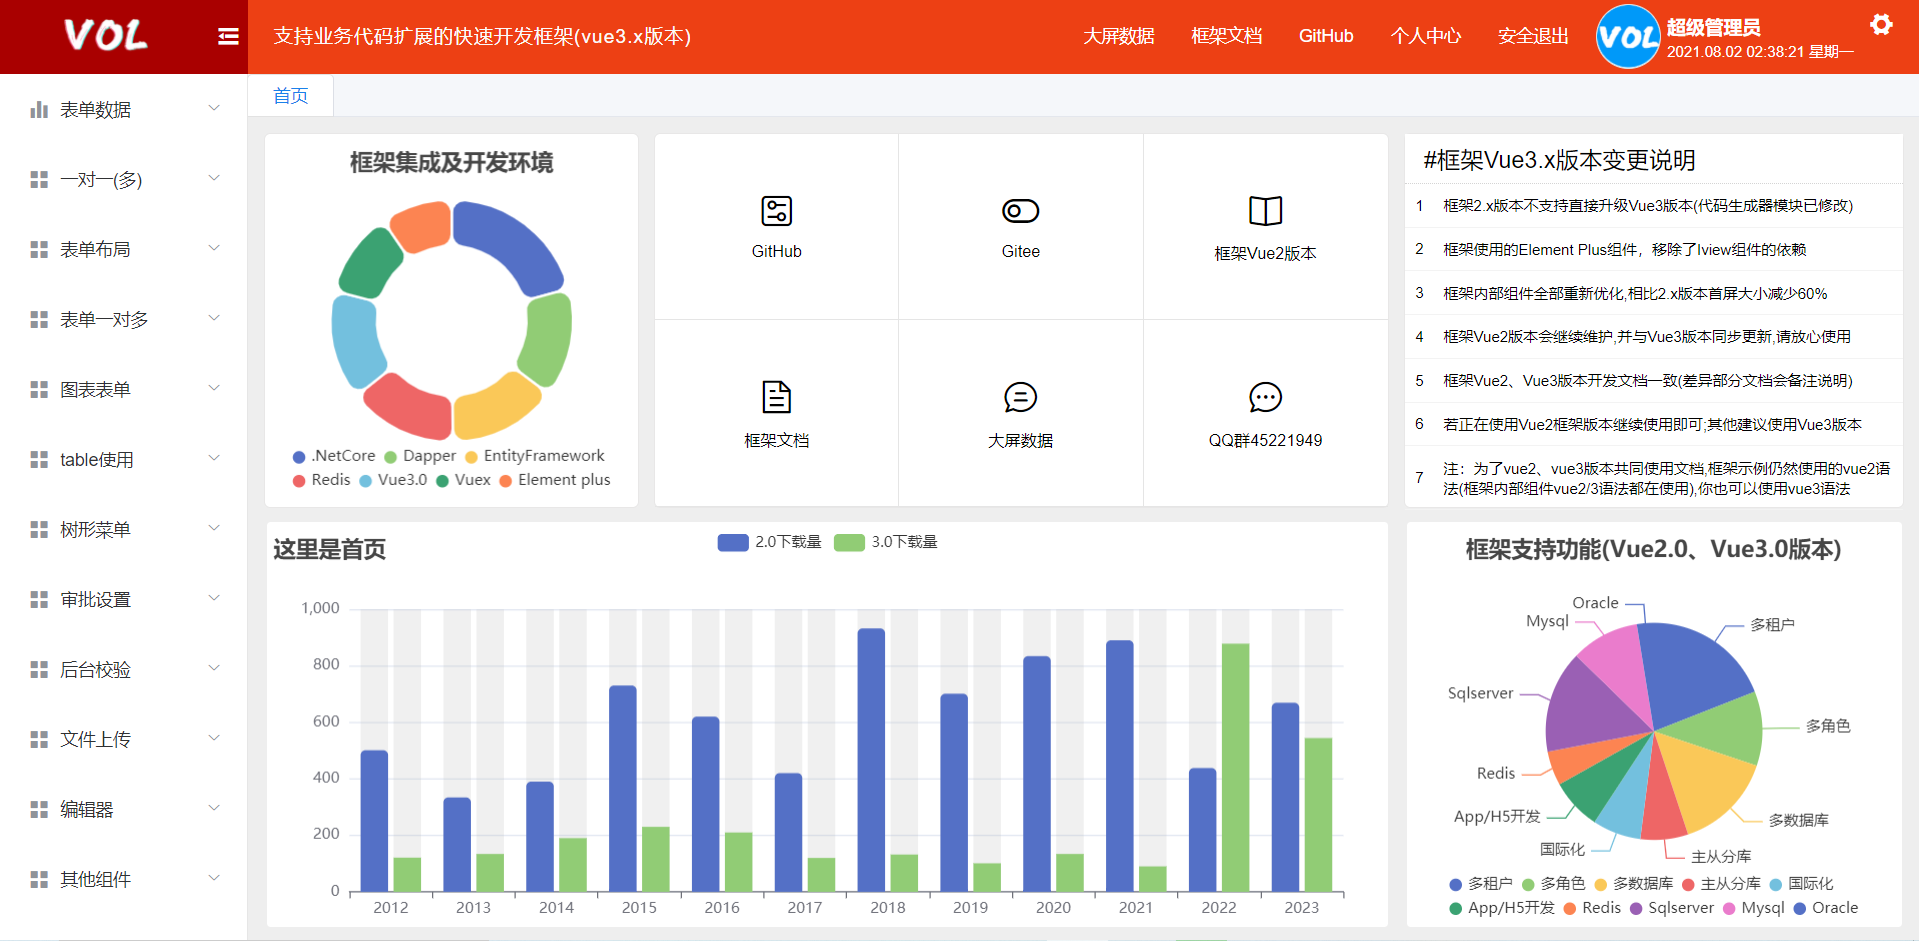 VOL
支持业务代码扩展的快速开发框架(vue3.x版本)
大屏数据
框架文档
GitHub
个人中心
安全退出
VOL
超级管理员
2021.08.02 02:38:21 星期一
表单数据
一对一(多)
表单布局
表单一对多
图表表单
table使用
树形菜单
审批设置
后台校验
文件上传
编辑器
其他组件
首页
框架集成及开发环境
.NetCore Dapper EntityFramework
Redis Vue3.0 Vuex Element plus
GitHub
Gitee
框架Vue2版本
框架文档
大屏数据
QQ群45221949
#框架Vue3.x版本变更说明
1 框架2.x版本不支持直接升级Vue3版本(代码生成器模块已修改)
2 框架使用的Element Plus组件，移除了Iview组件的依赖
3 框架内部组件全部重新优化,相比2.x版本首屏大小减少60%
4 框架Vue2版本会继续维护,并与Vue3版本同步更新,请放心使用
5 框架Vue2、Vue3版本开发文档一致(差异部分文档会备注说明)
6 若正在使用Vue2框架版本继续使用即可;其他建议使用Vue3版本
7 注：为了vue2、vue3版本共同使用文档,框架示例仍然使用的vue2语
法(框架内部组件vue2/3语法都在使用),你也可以使用vue3语法
这里是首页
2.0下载量 3.0下载量
1,000
800
600
400
200
0
2012 2013 2014 2015 2016 2017 2018 2019 2020 2021 2022 2023
框架支持功能(Vue2.0、Vue3.0版本)
Oracle
Mysql
多租户
Sqlserver
多角色
Redis
App/H5开发
多数据库
国际化
主从分库
多租户 多角色 多数据库 主从分库 国际化
App/H5开发 Redis Sqlserver Mysql Oracle